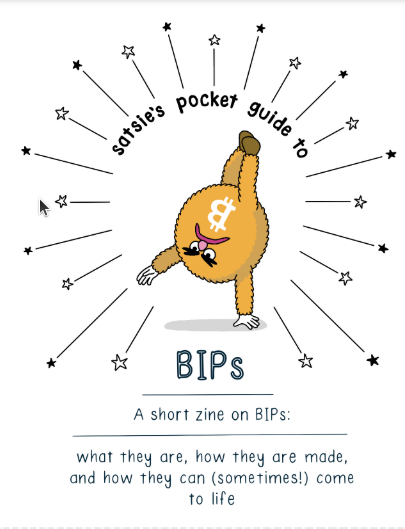 satsie's pocket guide to
BIPs
A short zine on BIPs:
what they are, how they are made,
and how they can (sometimes!) come
to life